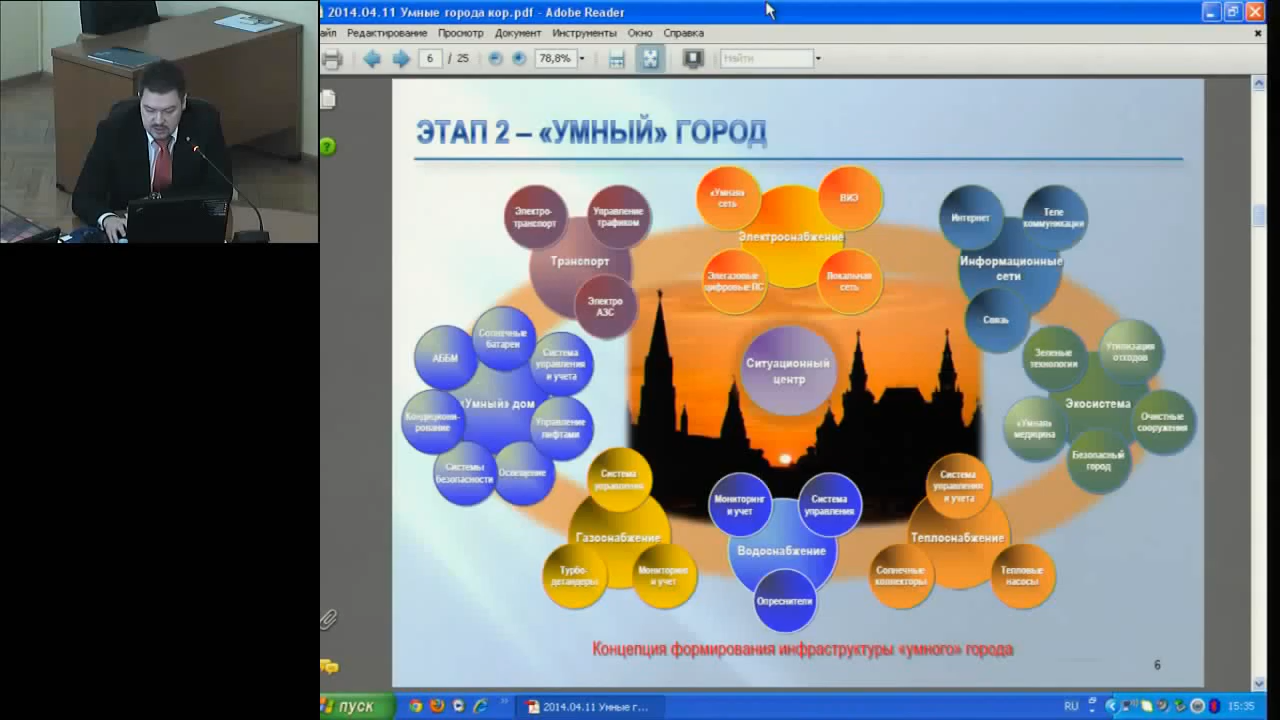 2014.04.11 Умные города кор.pdf - Adobe Reader
айл Редактирование Просмотр Документ Инструменты Окно Справка
6 / 25 78,8% Найти
ЭТАП 2 – «УМНЫЙ» ГОРОД
Электро-
транспорт
Управление
трафиком
Транспорт
Электро
АЗС
«Умная»
сеть
ВИЭ
Электроснабжение
Элегазовые
цифровые ПС
Локальная
сеть
Интернет
Теле
коммуникации
Информационные
сети
Связь
АББМ
Солнечные
батареи
Система
управления
и учета
«Умный» дом
Кондициони-
рование
Управление
лифтами
Системы
безопасности
Освещение
Ситуационный
центр
Зеленые
технологии
Утилизация
отходов
Экосистема
«Умная»
медицина
Очистные
сооружения
Безопасный
город
Система
управления
Газоснабжение
Турбо-
детандеры
Мониторинг
и учет
Мониторинг
и учет
Система
управления
Водоснабжение
Опреснители
Система
управления
и учета
Теплоснабжение
Солнечные
коллекторы
Тепловые
насосы
Концепция формирования инфраструктуры «умного» города
6
пуск
2014.04.11 Умные г...
RU
15:35